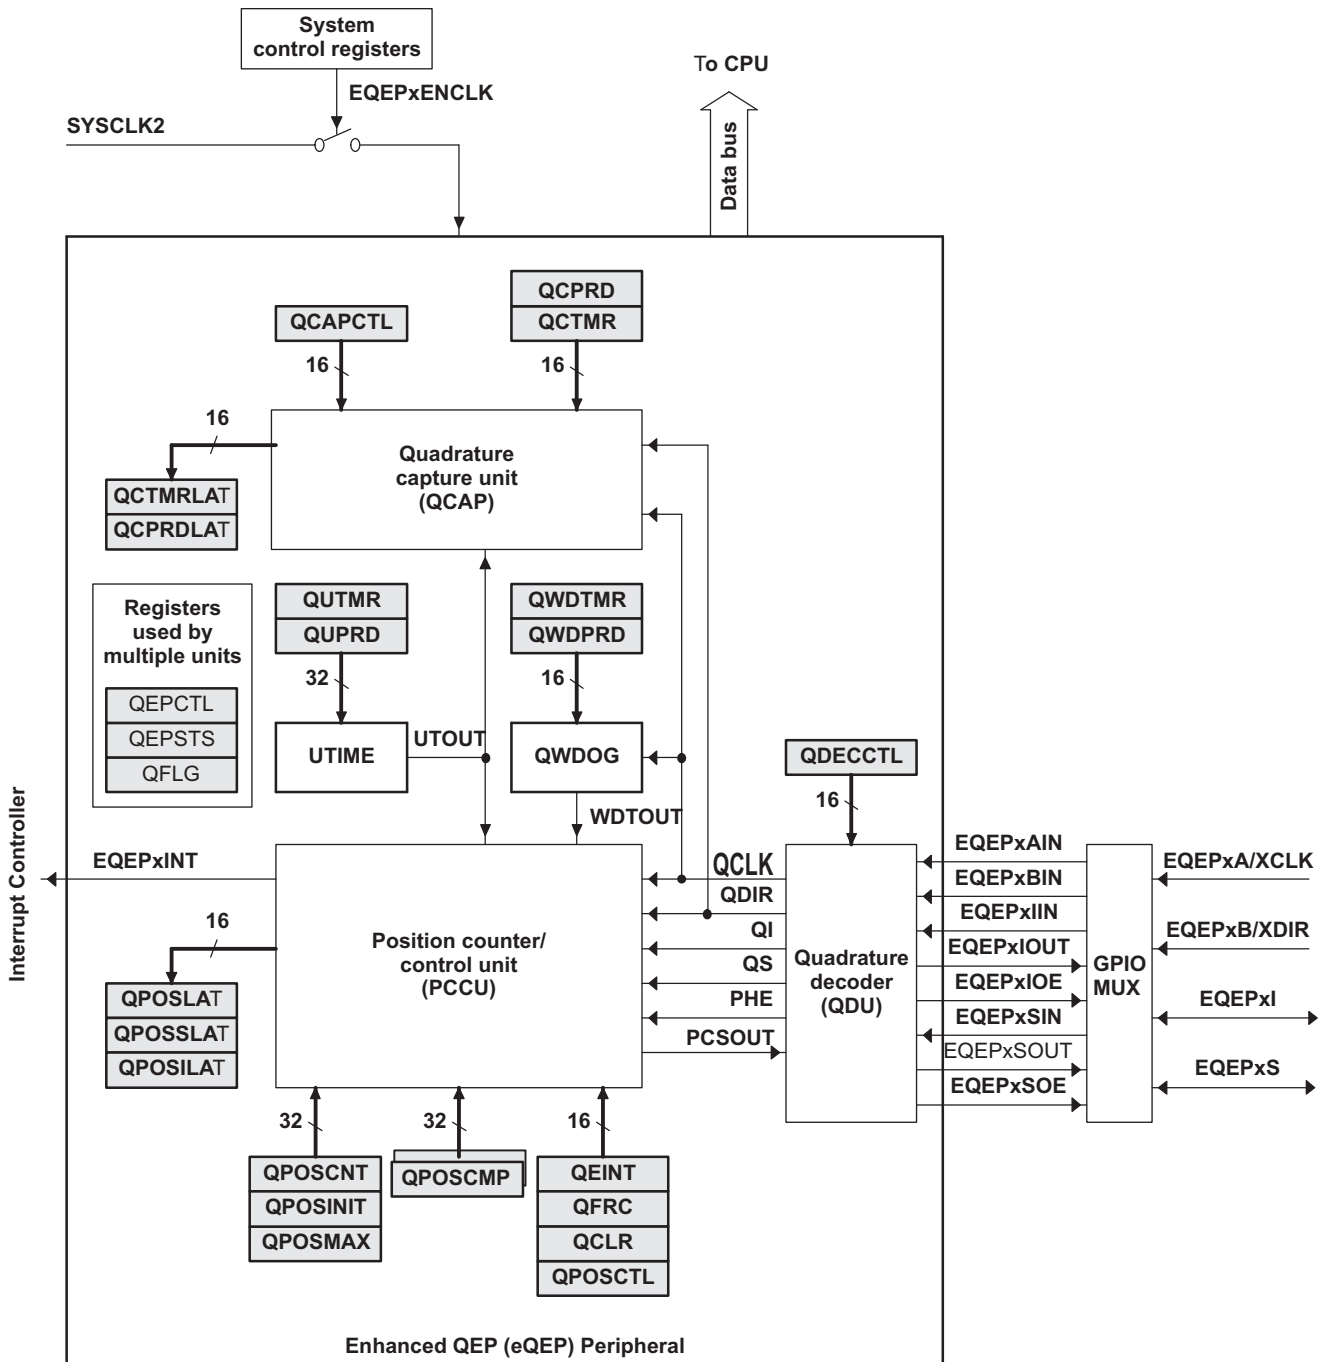 System
control registers
To CPU
EQEPxENCLK
SYSCLK2
Data bus
QCPRD
QCAPCTL
QCTMR
16
16
16
Quadrature
capture unit
(QCAP)
QCTMRLAT
QCPRDLAT
Registers
used by
multiple units
QEPCTL
QEPSTS
QFLG
QUTMR
QUPRD
QWDTMR
QWDPRD
32
16
UTIME
UTOUT
QWDOG
WDTOUT
QDECCTL
16
Interrupt Controller
EQEPxINT
16
Position counter/
control unit
(PCCU)
QCLK
QDIR
QI
QS
PHE
PCSOUT
Quadrature
decoder
(QDU)
EQEPxAIN
EQEPxBIN
EQEPxIIN
EQEPxIOUT
EQEPxIOE
EQEPxSIN
EQEPxSOUT
EQEPxSOE
GPIO
MUX
EQEPxA/XCLK
EQEPxB/XDIR
EQEPxI
EQEPxS
QPOSLAT
QPOSSLAT
QPOSILAT
32
32
16
QPOSCNT
QPOSINIT
QPOSMAX
QPOSCMP
QEINT
QFRC
QCLR
QPOSCTL
Enhanced QEP (eQEP) Peripheral